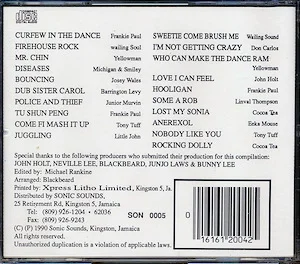 COMPACT
disc
DIGITAL AUDIO
CURFEW IN THE DANCE Frankie Paul
FIREHOUSE ROCK wailing Soul
MR. CHIN Yellowman
DISEASES Michigan & Smiley
BOUNCING Josey Wales
DUB SISTER CAROL Barrington Levy
POLICE AND THIEF Junior Murvin
TU SHUN PENG Frankie Paul
COME FI MASH IT UP Tony Tuff
JUGGLING Little John
SWEETIE COME BRUSH ME Wailing Sound
I'M NOT GETTING CRAZY Don Carlos
WHO CAN MAKE THE DANCE RAM
Yellowman
LOVE I CAN FEEL John Holt
HOOLIGAN Frankie Paul
SOME A ROB Linval Thompson
LOST MY SONIA Cocoa Tea
ANEREXOL Eeka Mouse
NOBODY LIKE YOU Tony Tuff
ROCKING DOLLY Cocoa Tea
Special thanks to the following producers who submitted their production for this compilation:
JOHN HOLT, NEVILLE LEE, BLACKBEARD, JUNJO LAWS & BUNNY LEE
Edited by: Michael Rankine
Arranged: Blackbeard
Printed by: Xpress Litho Limited, Kingston 5, Ja.
Distributed by: SONIC SOUNDS,
25 Retirement Rd, Kingston 5, Jamaica
Tel: (809) 926-1204 • 62036
Fax: (809) 926-9243
SON 0005
(C) (P) 1990 Sonic Sounds, Kingston, Jamaica
All rights reserved.
Unauthorized duplication is a violation of applicable laws.
0 16161 20042